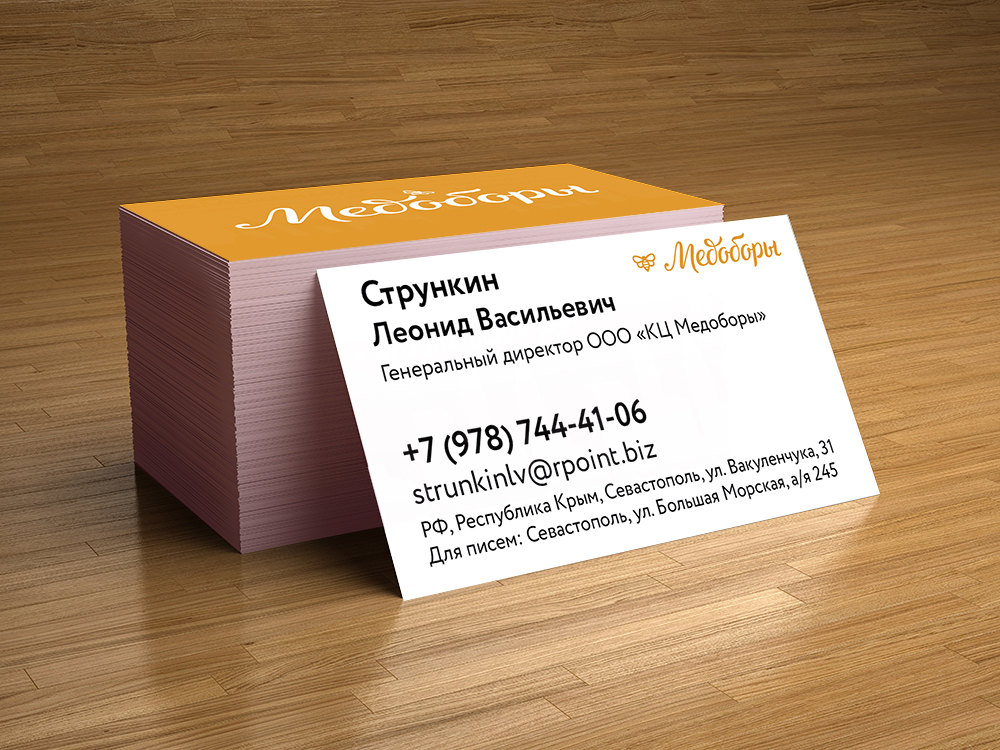 Медоборы
Медоборы
Стрункин
Леонид Васильевич
Генеральный директор ООО «КЦ Медоборы»
+7 (978) 744-41-06
strunkinlv@rpoint.biz
РФ, Республика Крым, Севастополь, ул. Вакуленчука, 31
Для писем: Севастополь, ул. Большая Морская, а/я 245